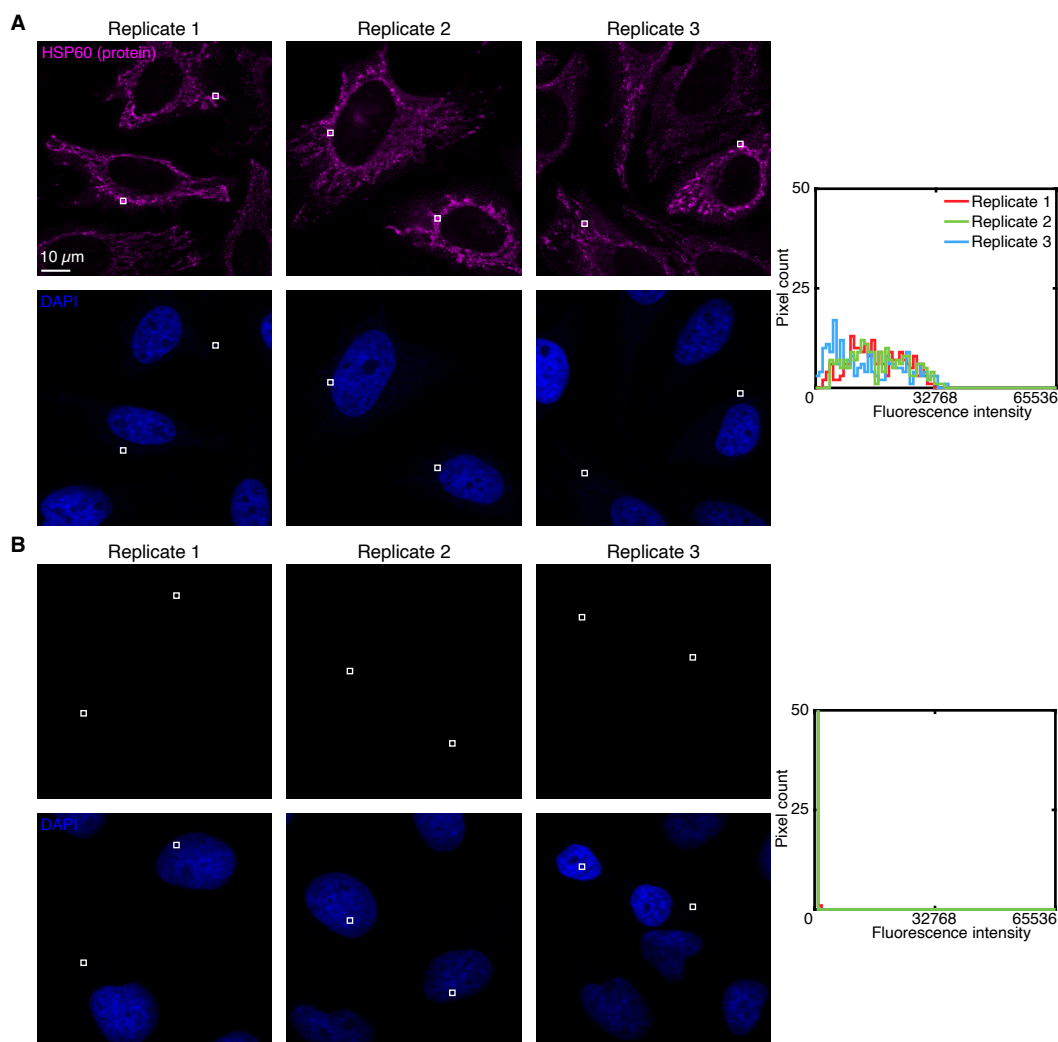 A
Replicate 1
Replicate 2
Replicate 3
HSP60 (protein)
10 µm
DAPI
50
25
Pixel count
Replicate 1
Replicate 2
Replicate 3
0
32768
65536
Fluorescence intensity
B
Replicate 1
Replicate 2
Replicate 3
DAPI
50
25
Pixel count
0
32768
65536
Fluorescence intensity